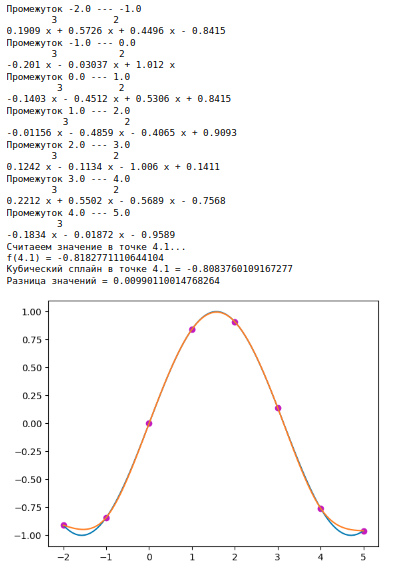 Промежуток -2.0 --- -1.0
3 2
0.1909 x + 0.5726 x + 0.4496 x - 0.8415
Промежуток -1.0 --- 0.0
3 2
-0.201 x - 0.03037 x + 1.012 x
Промежуток 0.0 --- 1.0
3 2
-0.1403 x - 0.4512 x + 0.5306 x + 0.8415
Промежуток 1.0 --- 2.0
3 2
-0.01156 x - 0.4859 x - 0.4065 x + 0.9093
Промежуток 2.0 --- 3.0
3 2
0.1242 x - 0.1134 x - 1.006 x + 0.1411
Промежуток 3.0 --- 4.0
3 2
0.2212 x + 0.5502 x - 0.5689 x - 0.7568
Промежуток 4.0 --- 5.0
3
-0.1834 x - 0.01872 x - 0.9589
Считаеем значение в точке 4.1...
f(4.1) = -0.8182771110644104
Кубический сплайн в точке 4.1 = -0.8083760109167277
Разница значений = 0.00990110014768264
1.00
0.75
0.50
0.25
0.00
−0.25
−0.50
−0.75
−1.00
−2 −1 0 1 2 3 4 5